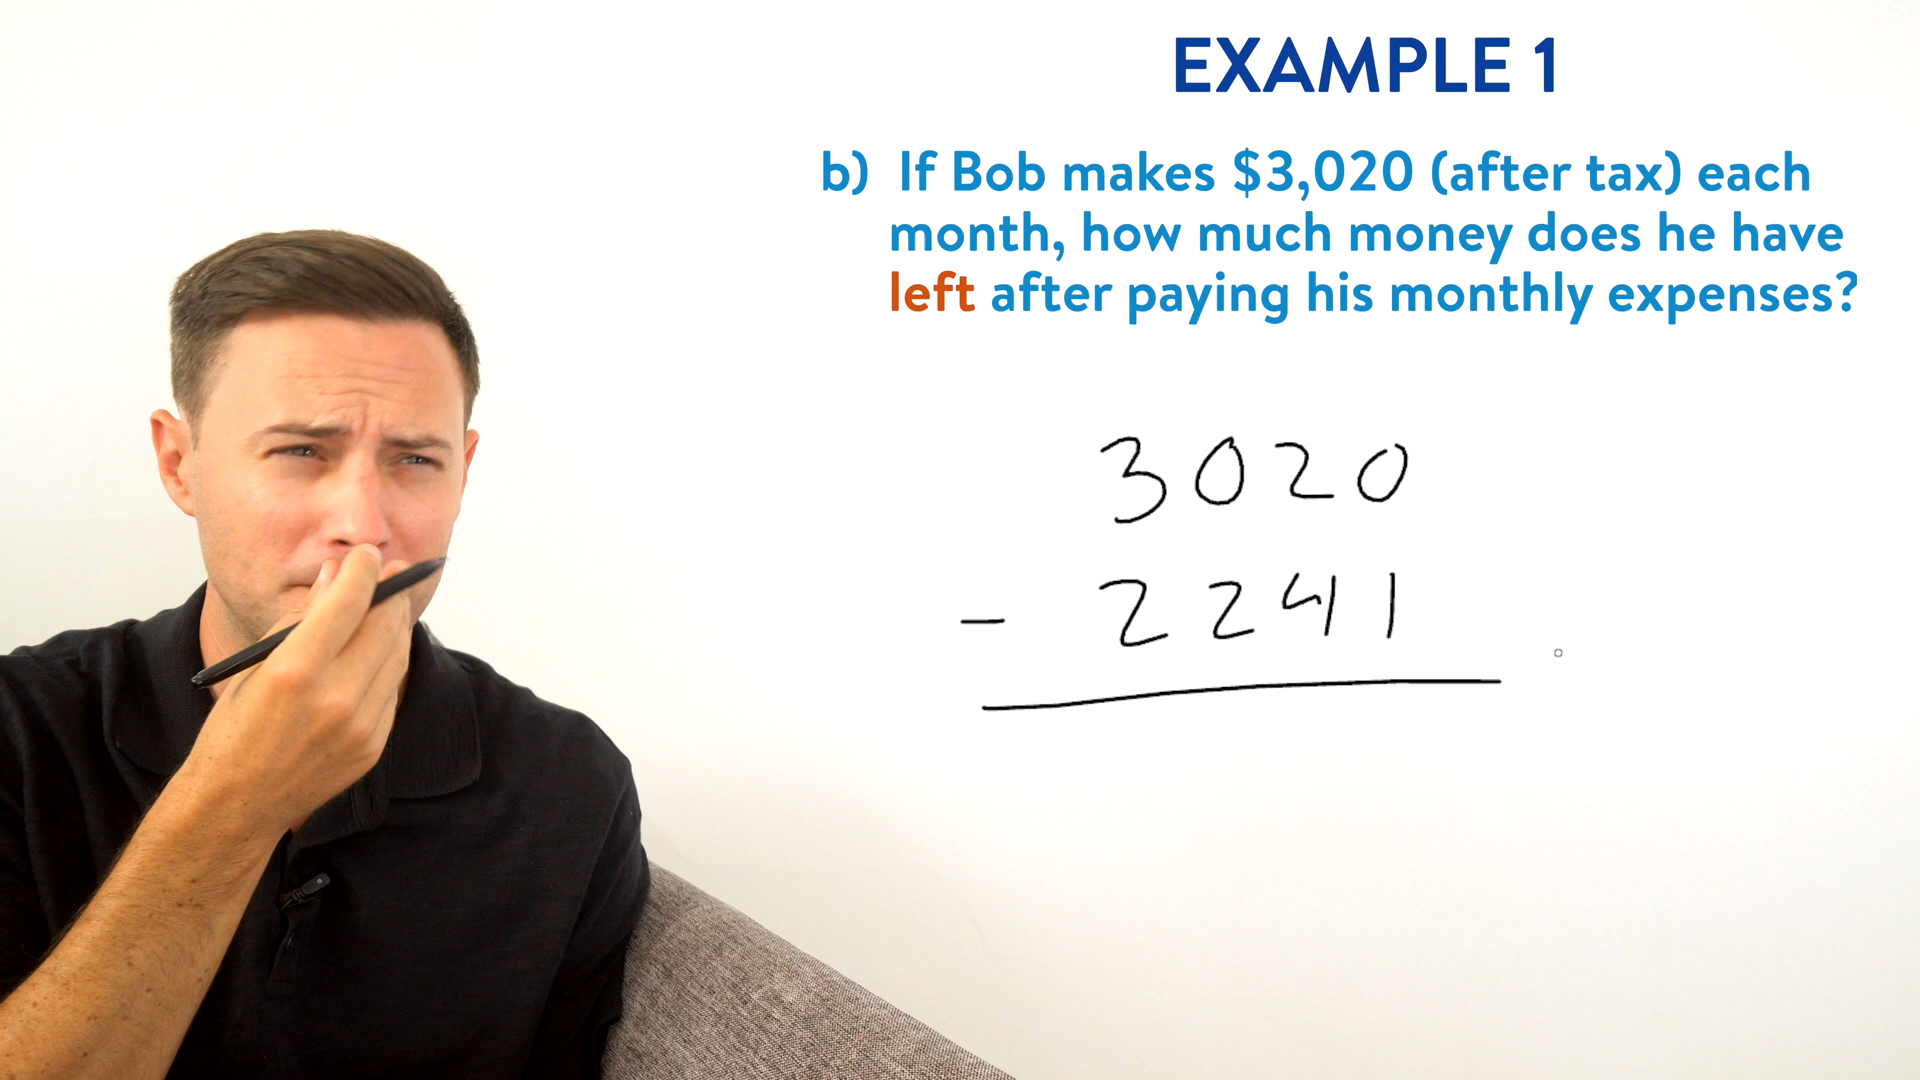 EXAMPLE 1
b) If Bob makes $3,020 (after tax) each
month, how much money does he have
left after paying his monthly expenses?
3020
- 2241